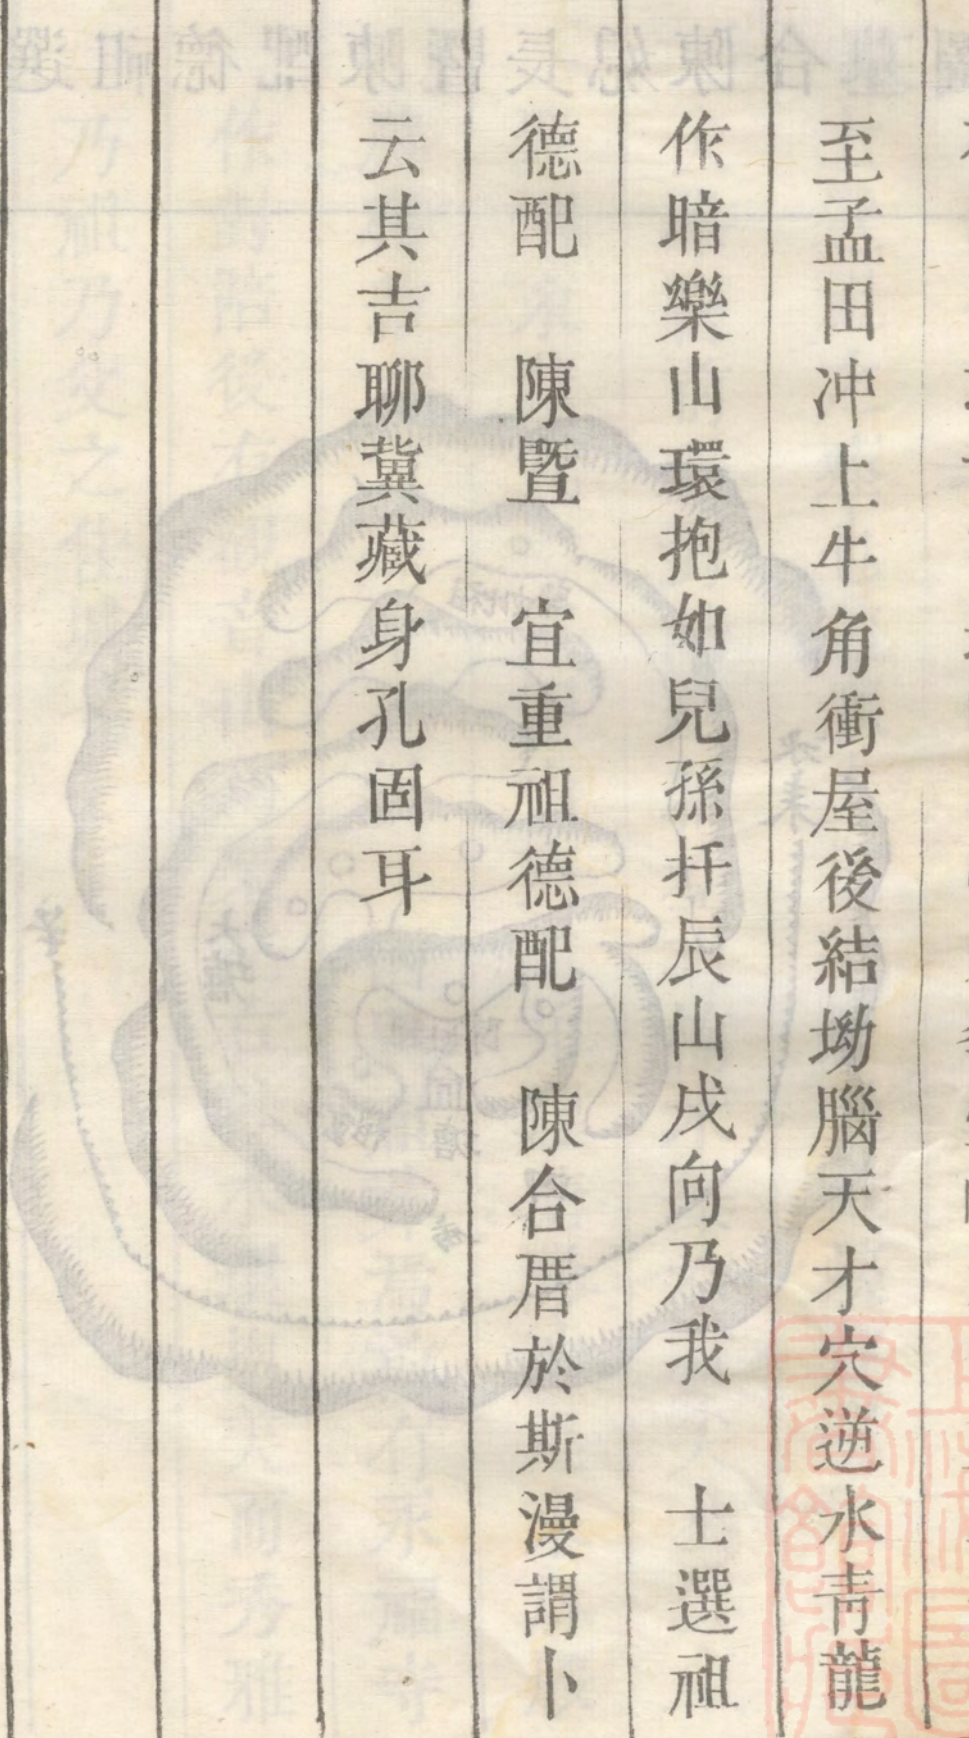 至孟田冲上牛角衝屋後結坳腦天才穴逆水青龍
作暗樂山環抱如兒孫扦辰山戌向乃我　士選祖
德配　陳暨　宜重祖德配　陳合厝於斯漫謂卜
云其吉聊冀藏身孔固耳